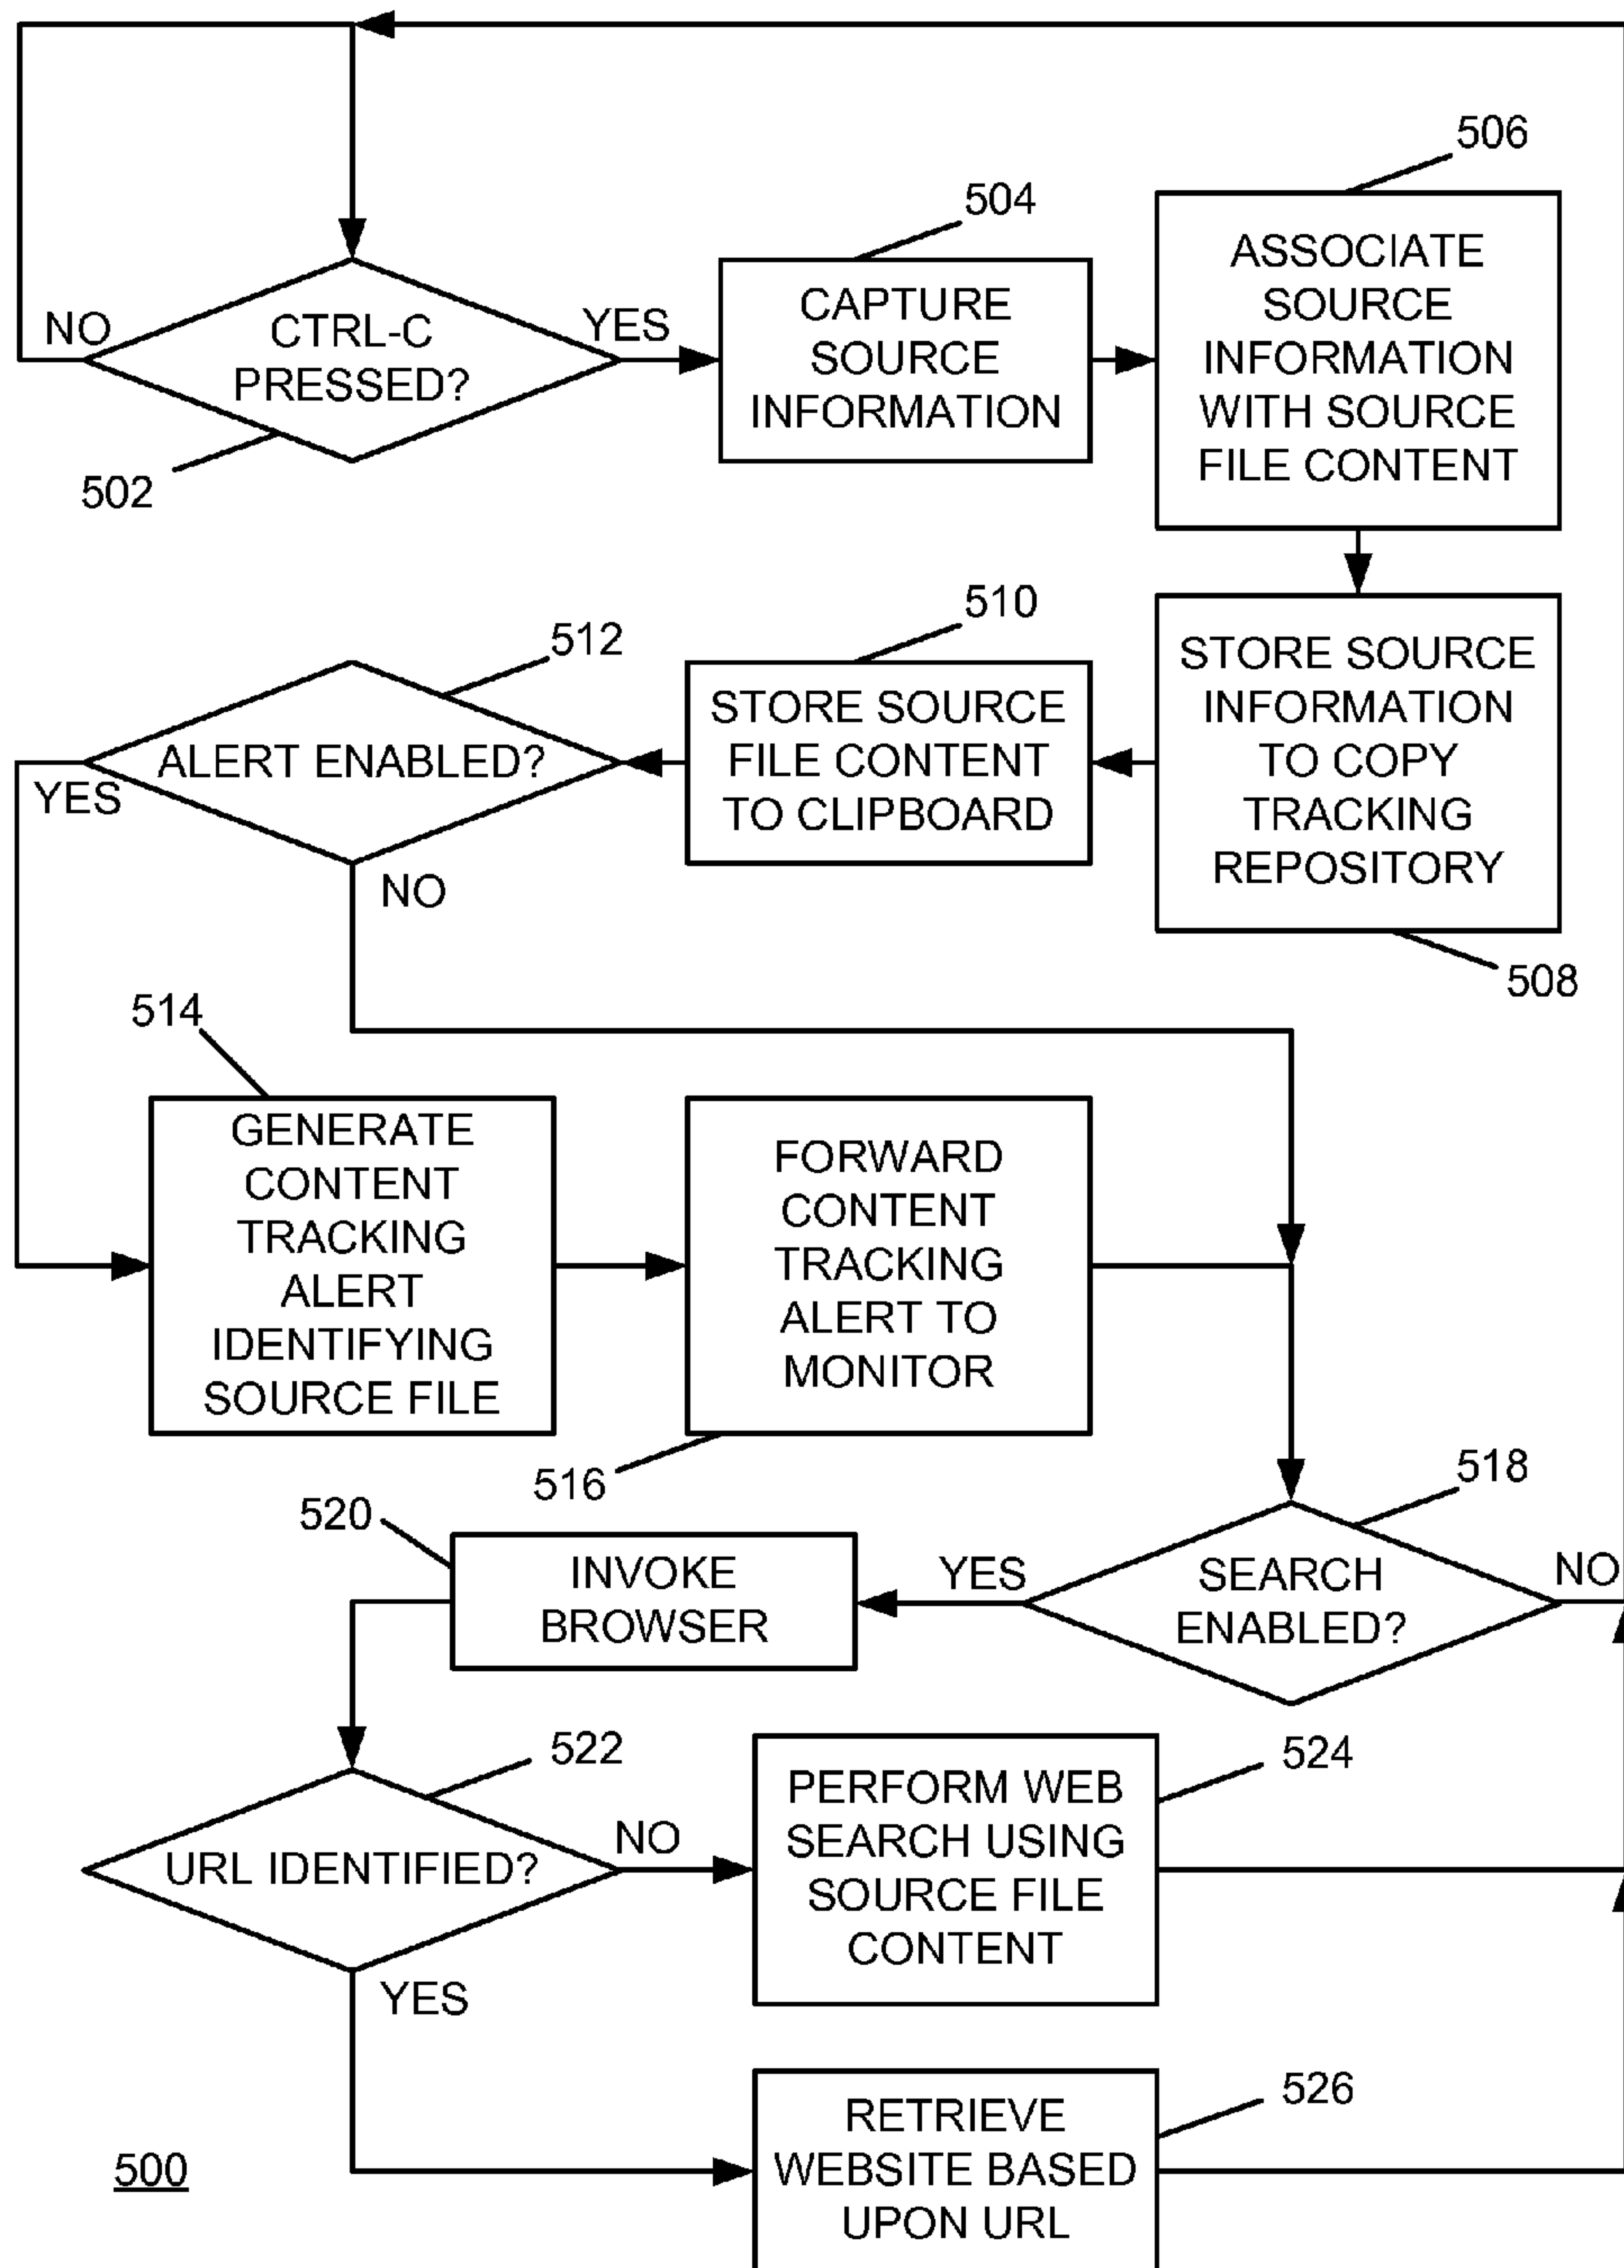 506
504
ASSOCIATE
SOURCE
INFORMATION
WITH SOURCE
FILE CONTENT
CAPTURE
SOURCE
INFORMATION
NO
CTRL-C
PRESSED?
YES
502
510
512
STORE SOURCE
INFORMATION
TO COPY
TRACKING
REPOSITORY
STORE SOURCE
FILE CONTENT
TO CLIPBOARD
ALERT ENABLED?
YES
NO
508
514
GENERATE
CONTENT
TRACKING
ALERT
IDENTIFYING
SOURCE FILE
FORWARD
CONTENT
TRACKING
ALERT TO
MONITOR
516
518
520
INVOKE
BROWSER
YES
SEARCH
ENABLED?
NO
522
524
URL IDENTIFIED?
NO
PERFORM WEB
SEARCH USING
SOURCE FILE
CONTENT
YES
526
RETRIEVE
WEBSITE BASED
UPON URL
500